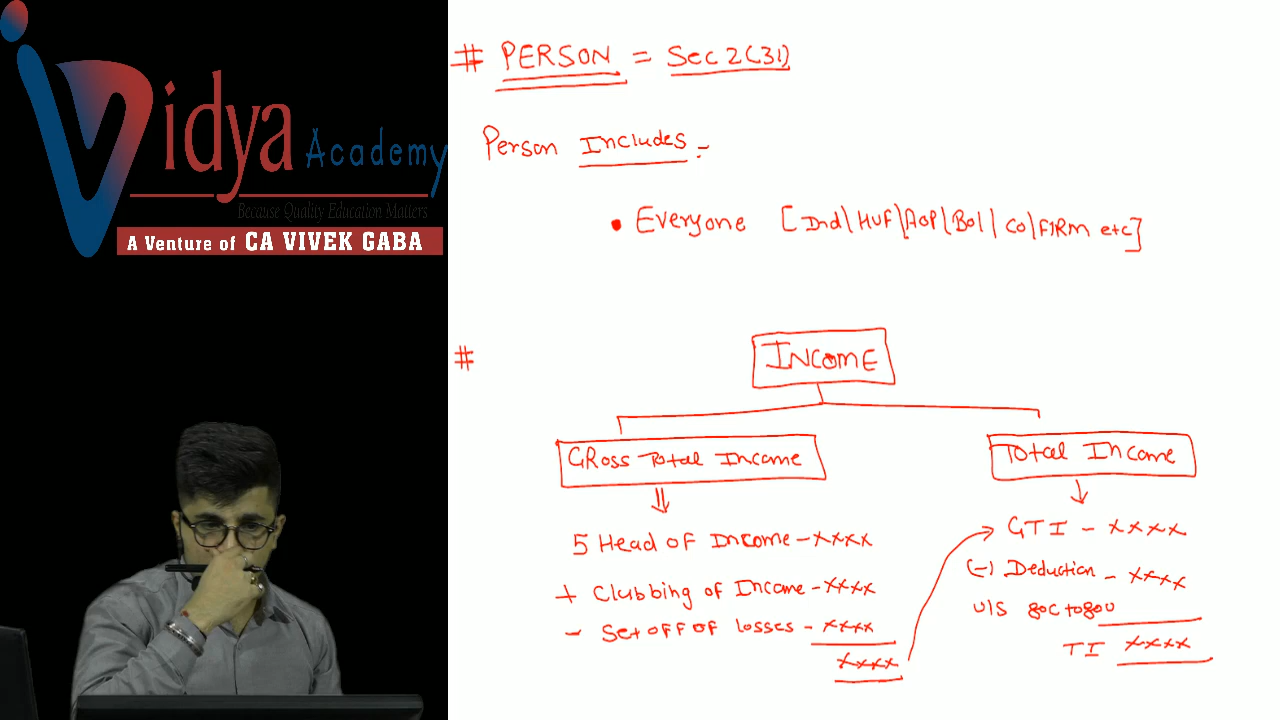 Vidya Academy
Because Quality Education Matters
A Venture of CA VIVEK GABA
# PERSON = Sec 2(31)
Person Includes :-
• Everyone [Ind\HUF\AOP\BOI\CO\FIRM etc]
# INCOME
Gross Total Income
5 Head of Income - xxxx
+ Clubbing of Income - xxxx
- Set off of losses - xxxx
xxxx
Total Income
GTI - xxxx
(-) Deduction - xxxx
U/S 80C to 80U
TI xxxx